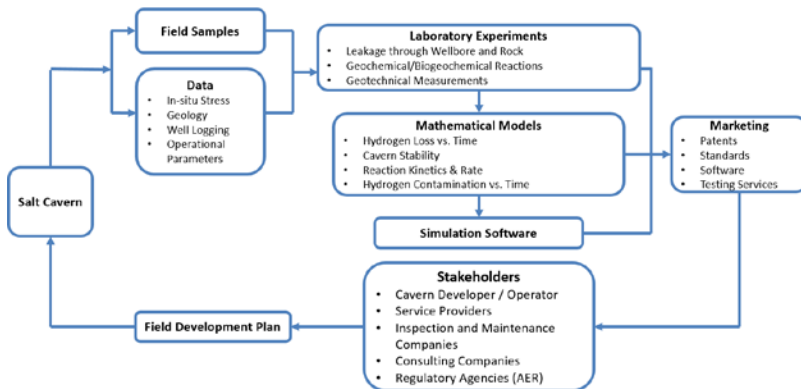 Field Samples
Data
• In-situ Stress
• Geology
• Well Logging
• Operational
Parameters
Salt Cavern
Laboratory Experiments
• Leakage through Wellbore and Rock
• Geochemical/Biogeochemical Reactions
• Geotechnical Measurements
Mathematical Models
• Hydrogen Loss vs. Time
• Cavern Stability
• Reaction Kinetics & Rate
• Hydrogen Contamination vs. Time
Simulation Software
Marketing
• Patents
• Standards
• Software
• Testing Services
Stakeholders
• Cavern Developer / Operator
• Service Providers
• Inspection and Maintenance
Companies
• Consulting Companies
• Regulatory Agencies (AER)
Field Development Plan